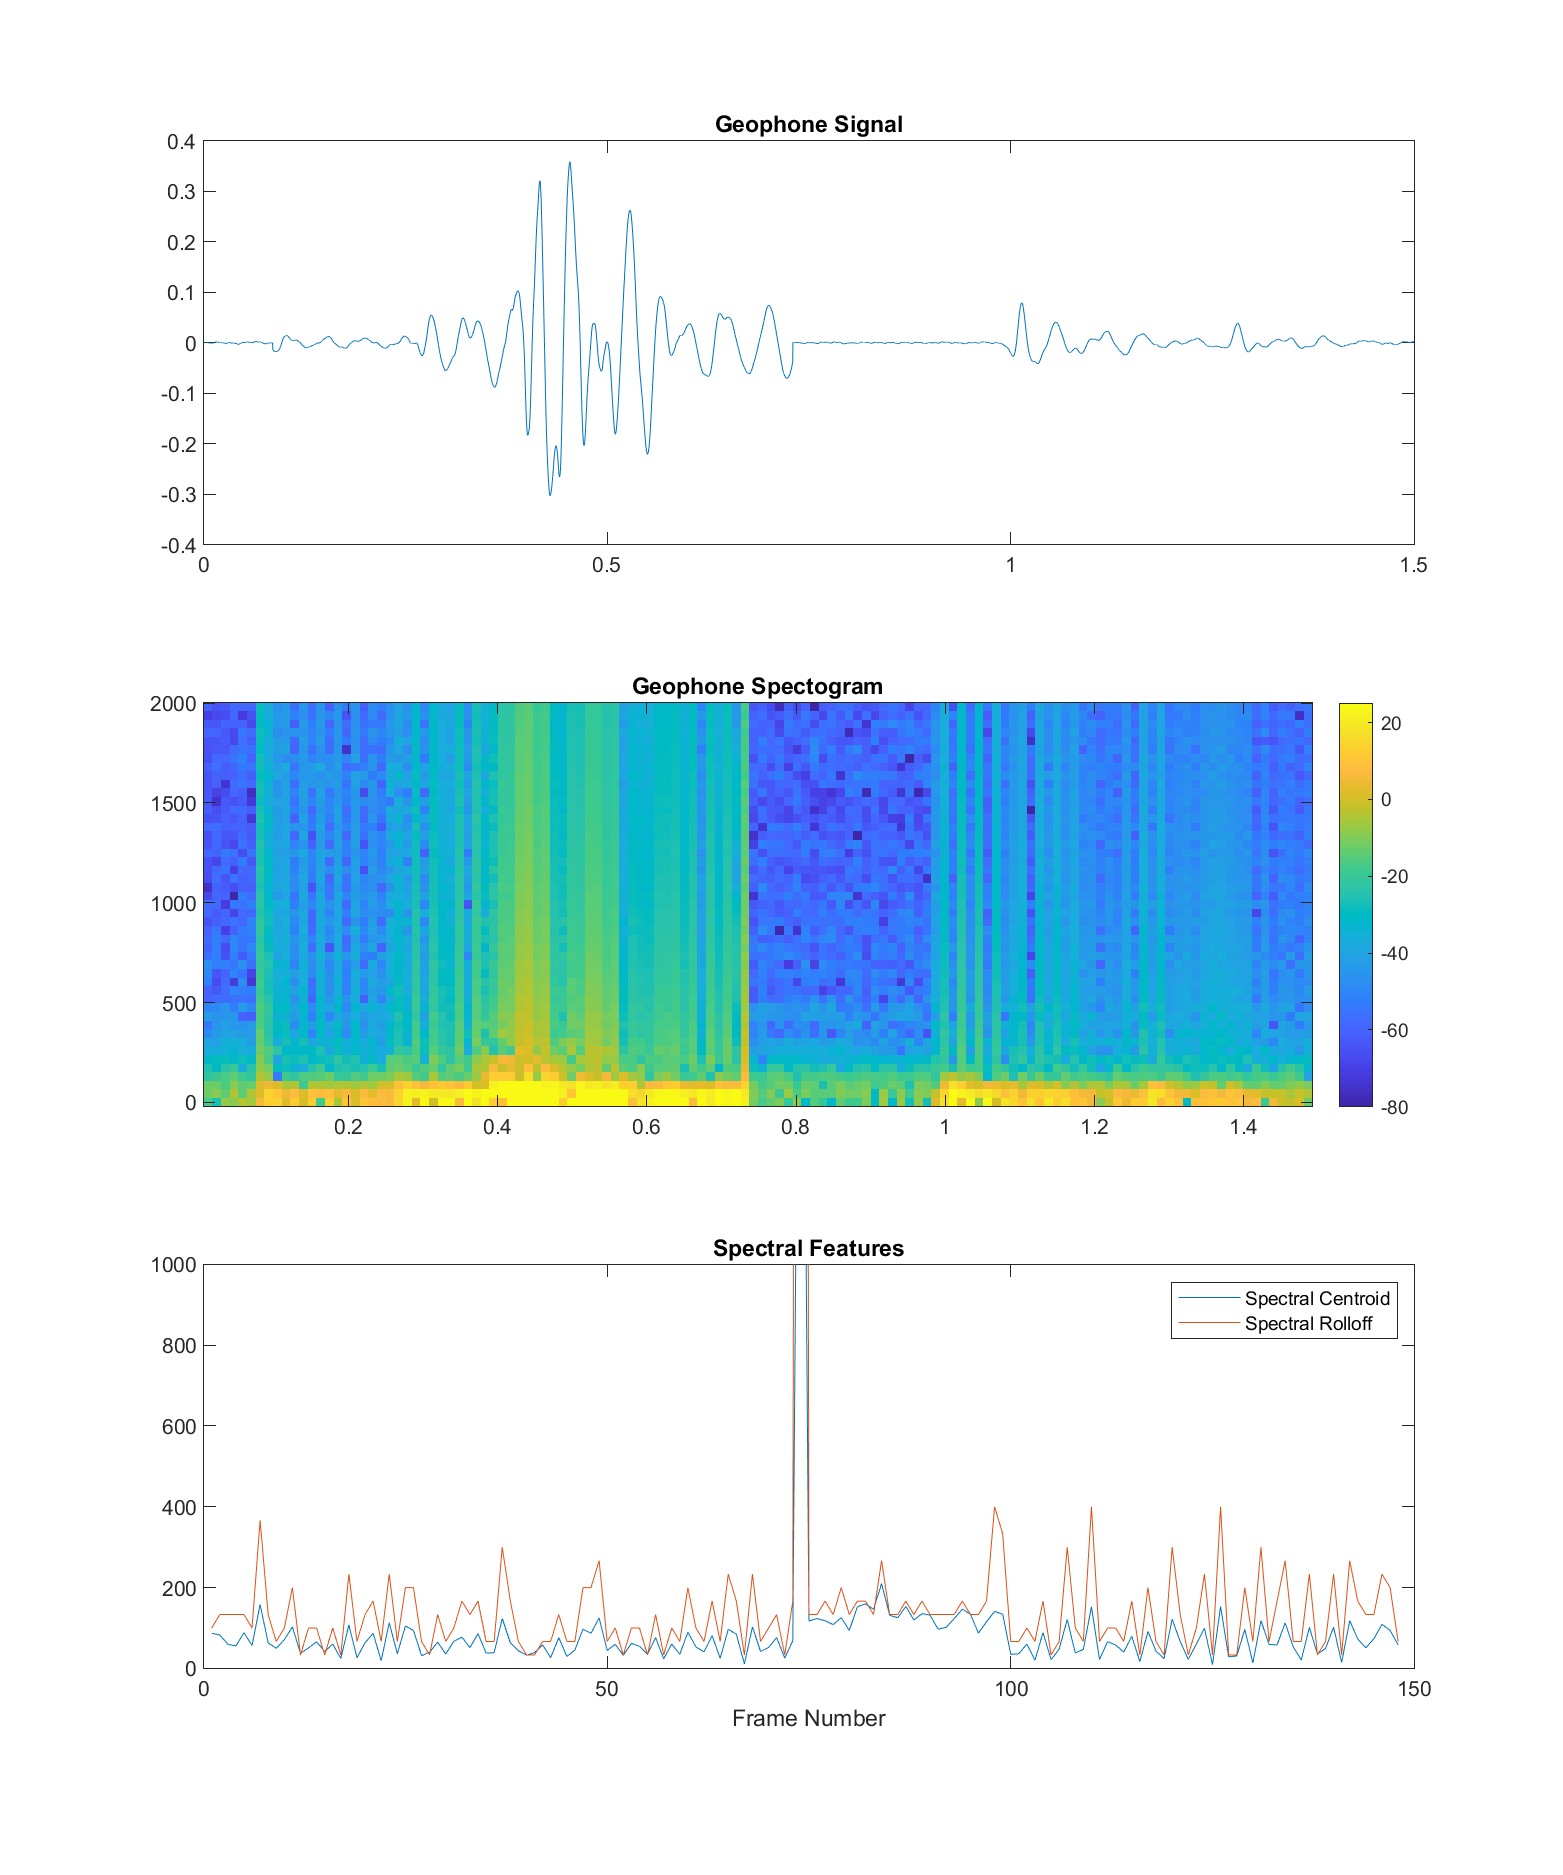 Geophone Signal
0.4
0.3
0.2
0.1
0
-0.1
-0.2
-0.3
-0.4
0 0.5 1 1.5
Geophone Spectogram
2000
1500
1000
500
0
0.2 0.4 0.6 0.8 1 1.2 1.4
20
0
-20
-40
-60
-80
Spectral Features
1000
800
600
400
200
0
Spectral Centroid
Spectral Rolloff
0 50 100 150
Frame Number